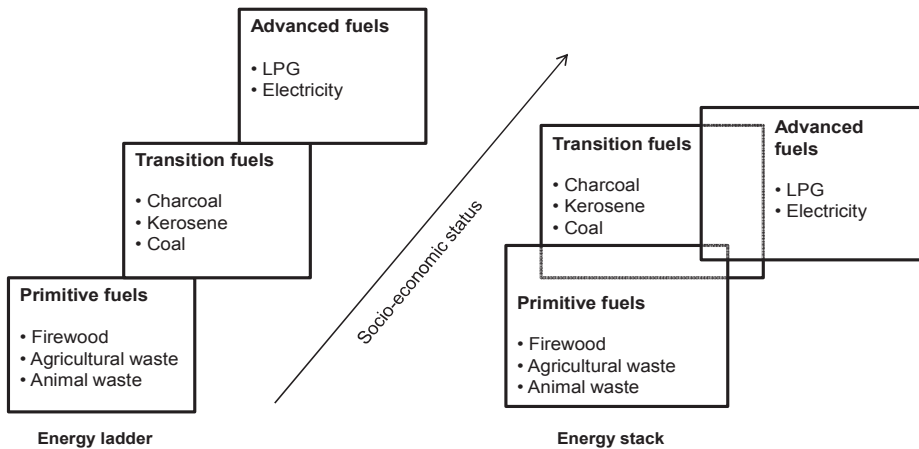 Advanced fuels
• LPG
• Electricity
Transition fuels
• Charcoal
• Kerosene
• Coal
Primitive fuels
• Firewood
• Agricultural waste
• Animal waste
Energy ladder
Socio-economic status
Transition fuels
• Charcoal
• Kerosene
• Coal
Advanced
fuels
• LPG
• Electricity
Primitive fuels
• Firewood
• Agricultural waste
• Animal waste
Energy stack